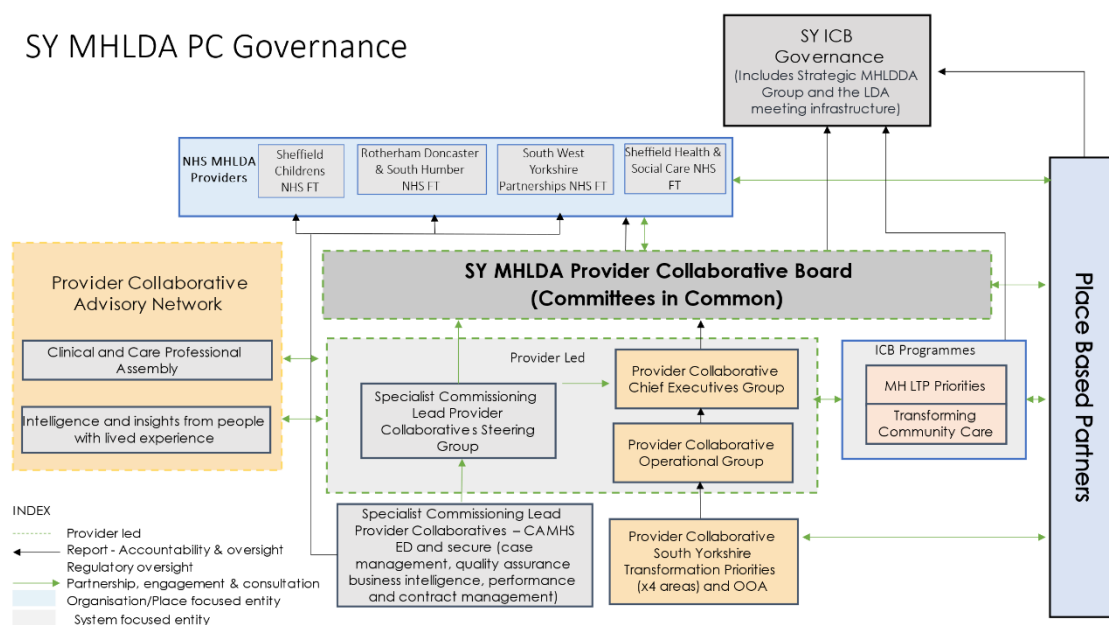 SY MHLDA PC Governance
SY ICB
Governance
(Includes Strategic MHLDDA
Group and the LDA
meeting infrastructure)
NHS MHLDA
Providers
Sheffield
Childrens
NHS FT
Rotherham Doncaster
& South Humber
NHS FT
South West
Yorkshire
Partnerships NHS FT
Sheffield Health &
Social Care NHS
FT
SY MHLDA Provider Collaborative Board
(Committees in Common)
Provider Collaborative
Advisory Network
Clinical and Care Professional
Assembly
Intelligence and insights from people
with lived experience
Provider Led
Specialist Commissioning
Lead Provider
Collaboratives Steering
Group
Provider Collaborative
Chief Executives Group
Provider Collaborative
Operational Group
ICB Programmes
MH LTP Priorities
Transforming
Community Care
Place Based Partners
Specialist Commissioning Lead
Provider Collaboratives – CAMHS
ED and secure (case
management, quality assurance
business intelligence, performance
and contract management)
Provider Collaborative
South Yorkshire
Transformation Priorities
(x4 areas) and OOA
INDEX
Provider led
Report - Accountability & oversight
Regulatory oversight
Partnership, engagement & consultation
Organisation/Place focused entity
System focused entity